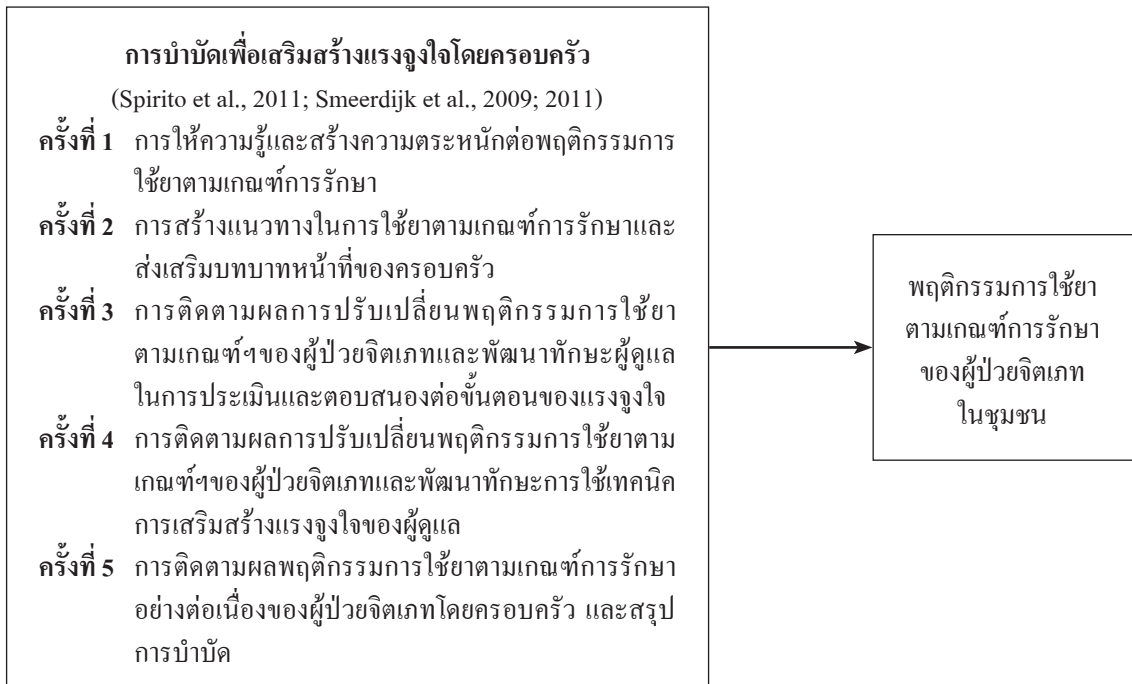 การบำบัดเพื่อเสริมสร้างแรงจูงใจโดยครอบครัว
(Spirito et al., 2011; Smeerdijk et al., 2009; 2011)
ครั้งที่ 1 การให้ความรู้และสร้างความตระหนักต่อพฤติกรรมการ
ใช้ยาตามเกณฑ์การรักษา
ครั้งที่ 2 การสร้างแนวทางในการใช้ยาตามเกณฑ์การรักษาและ
ส่งเสริมบทบาทหน้าที่ของครอบครัว
ครั้งที่ 3 การติดตามผลการปรับเปลี่ยนพฤติกรรมการใช้ยา
ตามเกณฑ์ฯของผู้ป่วยจิตเภทและพัฒนาทักษะผู้ดูแล
ในการประเมินและตอบสนองต่อขั้นตอนของแรงจูงใจ
ครั้งที่ 4 การติดตามผลการปรับเปลี่ยนพฤติกรรมการใช้ยาตาม
เกณฑ์ฯของผู้ป่วยจิตเภทและพัฒนาทักษะการใช้เทคนิค
การเสริมสร้างแรงจูงใจของผู้ดูแล
ครั้งที่ 5 การติดตามผลพฤติกรรมการใช้ยาตามเกณฑ์การรักษา
อย่างต่อเนื่องของผู้ป่วยจิตเภทโดยครอบครัว และสรุป
การบำบัด
พฤติกรรมการใช้ยา
ตามเกณฑ์การรักษา
ของผู้ป่วยจิตเภท
ในชุมชน